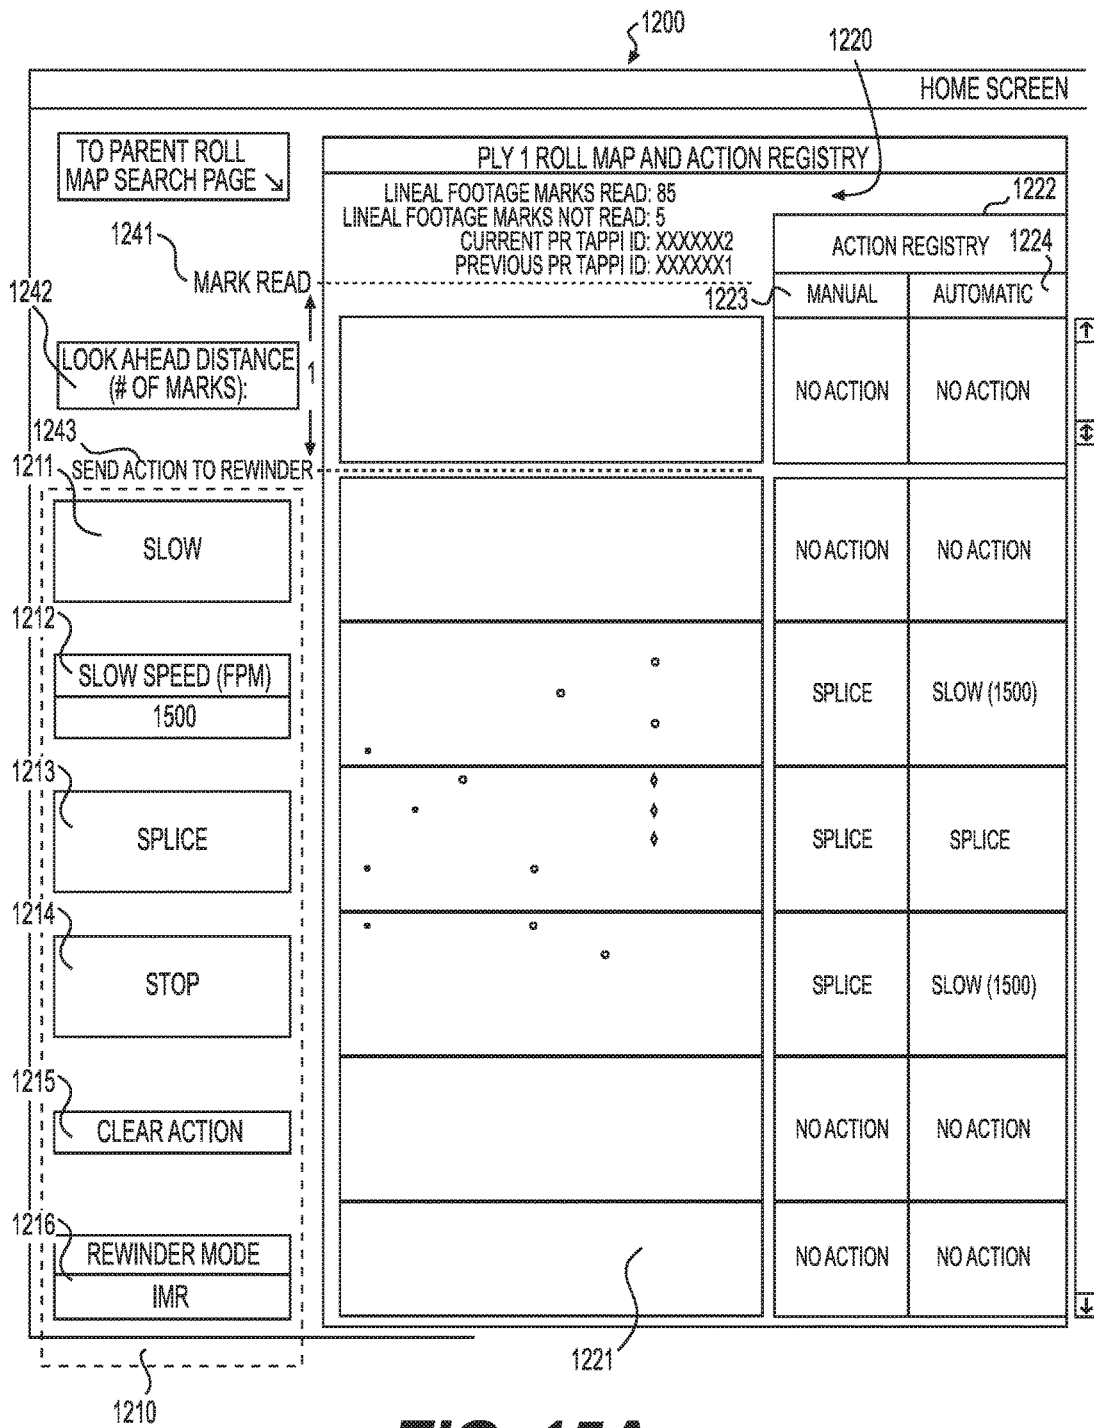 1200
1220
HOME SCREEN
TO PARENT ROLL
MAP SEARCH PAGE
PLY 1 ROLL MAP AND ACTION REGISTRY
LINEAL FOOTAGE MARKS READ: 85
LINEAL FOOTAGE MARKS NOT READ: 5
CURRENT PR TAPPI ID: XXXXXX2
PREVIOUS PR TAPPI ID: XXXXXX1
1222
ACTION REGISTRY
1224
1223
MANUAL
AUTOMATIC
1241
MARK READ
1242
LOOK AHEAD DISTANCE
(# OF MARKS):
1
NO ACTION
NO ACTION
1243
SEND ACTION TO REWINDER
1211
SLOW
NO ACTION
NO ACTION
1212
SLOW SPEED (FPM)
1500
SPLICE
SLOW (1500)
1213
SPLICE
SPLICE
SPLICE
1214
STOP
SPLICE
SLOW (1500)
1215
CLEAR ACTION
NO ACTION
NO ACTION
1216
REWINDER MODE
IMR
NO ACTION
NO ACTION
1221
1210
FIG. 15A